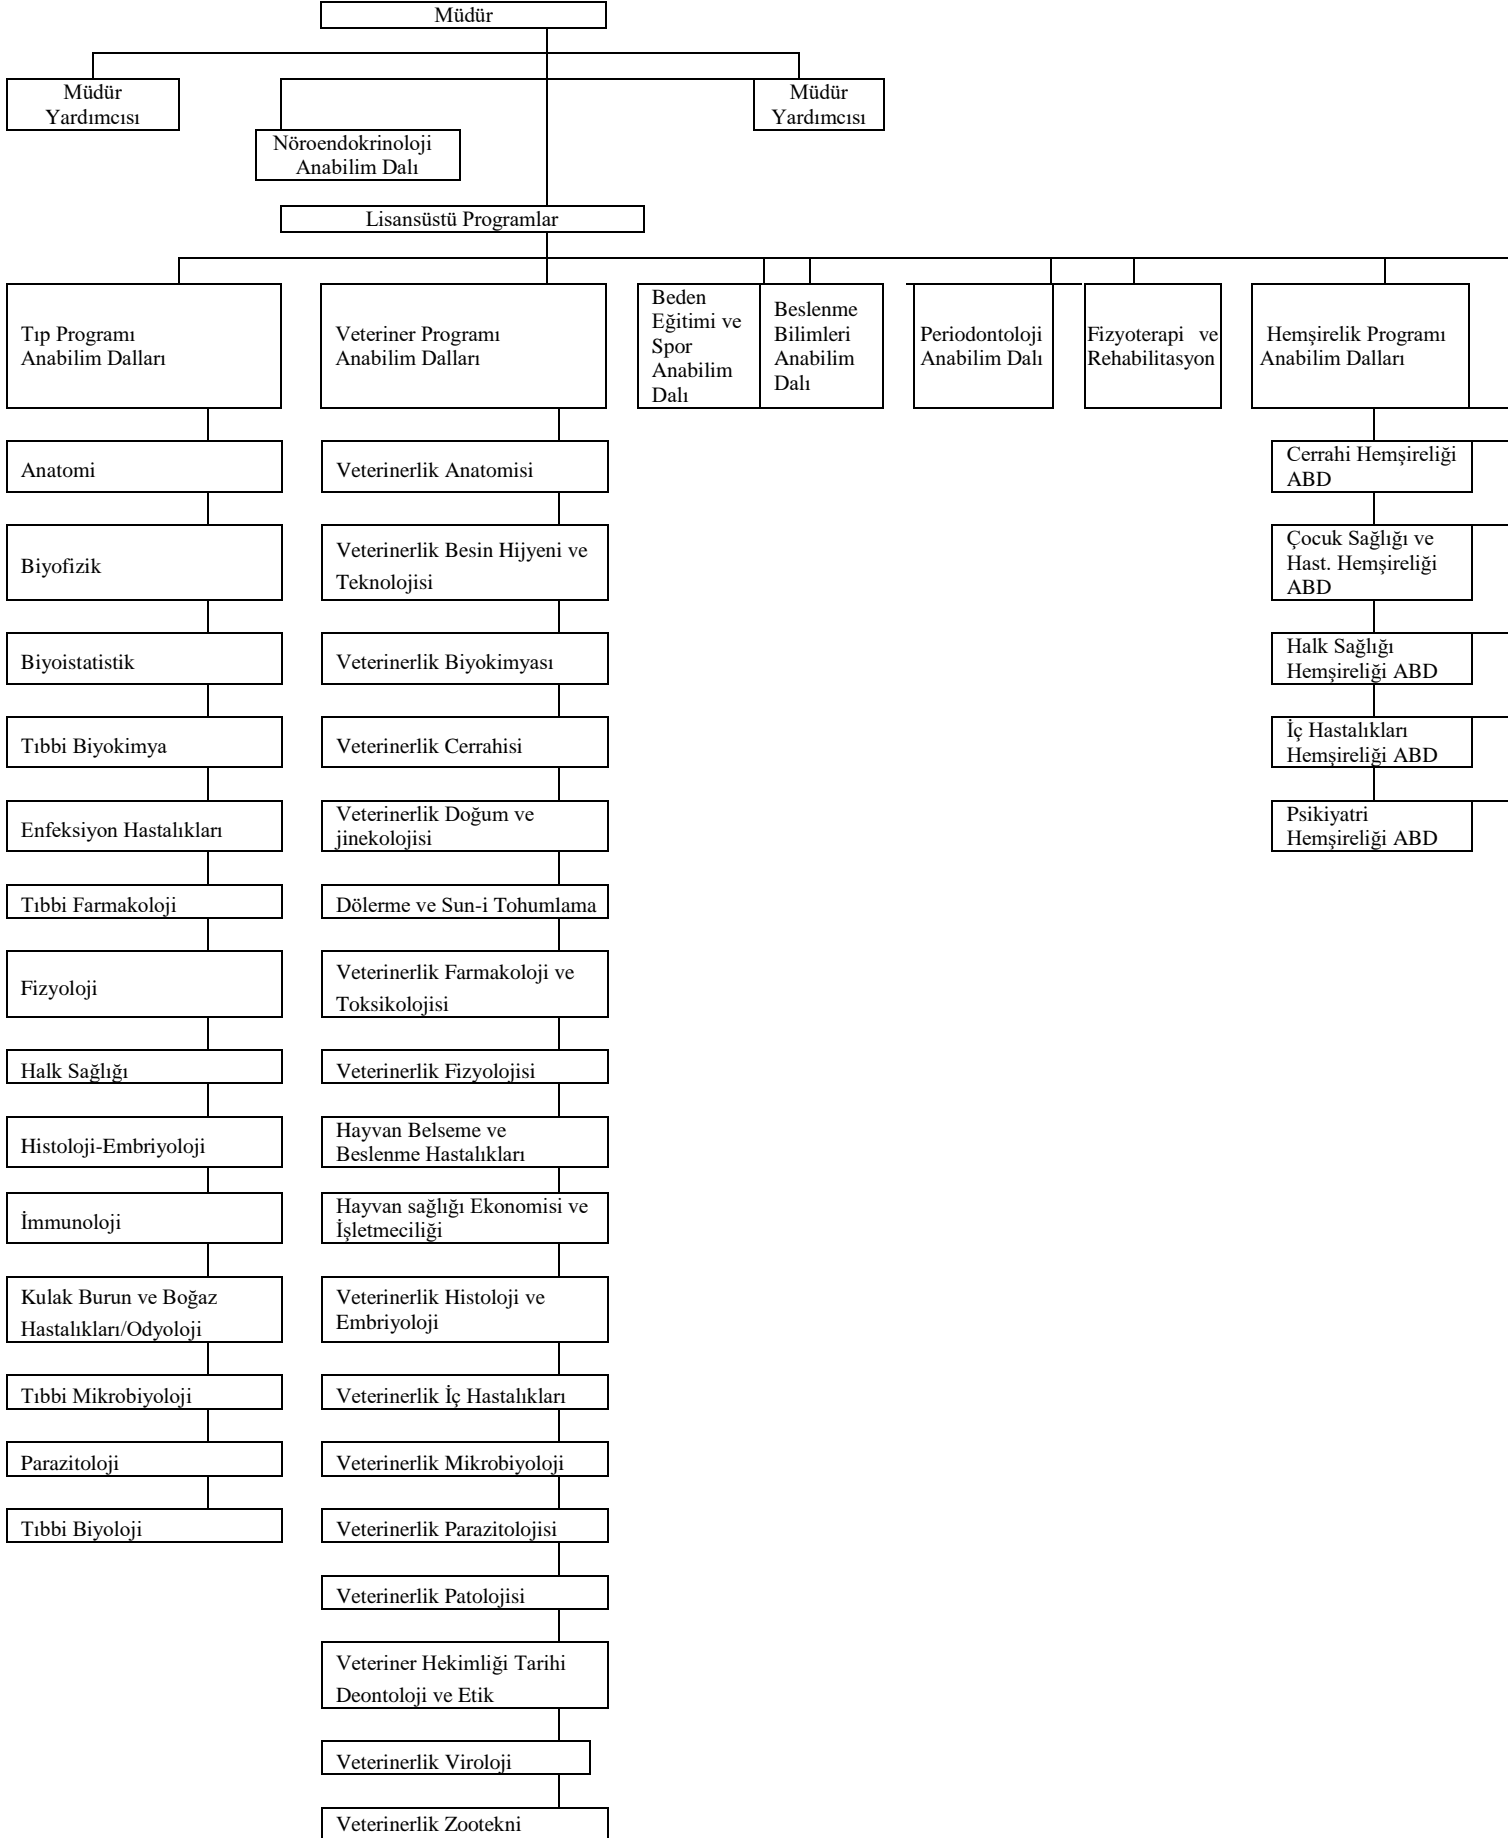 Müdür
Müdür
Yardımcısı
Müdür
Yardımcısı
Nöroendokrinoloji
Anabilim Dalı
Lisansüstü Programlar
Tıp Programı
Anabilim Dalları
Veteriner Programı
Anabilim Dalları
Beden
Eğitimi ve
Spor
Anabilim
Dalı
Beslenme
Bilimleri
Anabilim
Dalı
Periodontoloji
Anabilim Dalı
Fizyoterapi ve
Rehabilitasyon
Hemşirelik Programı
Anabilim Dalları
Anatomi
Biyofizik
Biyoistatistik
Tıbbi Biyokimya
Enfeksiyon Hastalıkları
Tıbbi Farmakoloji
Fizyoloji
Halk Sağlığı
Histoloji-Embriyoloji
İmmunoloji
Kulak Burun ve Boğaz
Hastalıkları/Odyoloji
Tıbbi Mikrobiyoloji
Parazitoloji
Tıbbi Biyoloji
Veterinerlik Anatomisi
Veterinerlik Besin Hijyeni ve
Teknolojisi
Veterinerlik Biyokimyası
Veterinerlik Cerrahisi
Veterinerlik Doğum ve
jinekolojisi
Dölerme ve Sun-i Tohumlama
Veterinerlik Farmakoloji ve
Toksikolojisi
Veterinerlik Fizyolojisi
Hayvan Belseme ve
Beslenme Hastalıkları
Hayvan sağlığı Ekonomisi ve
İşletmeciliği
Veterinerlik Histoloji ve
Embriyoloji
Veterinerlik İç Hastalıkları
Veterinerlik Mikrobiyoloji
Veterinerlik Parazitolojisi
Veterinerlik Patolojisi
Veteriner Hekimliği Tarihi
Deontoloji ve Etik
Veterinerlik Viroloji
Veterinerlik Zootekni
Cerrahi Hemşireliği
ABD
Çocuk Sağlığı ve
Hast. Hemşireliği
ABD
Halk Sağlığı
Hemşireliği ABD
İç Hastalıkları
Hemşireliği ABD
Psikiyatri
Hemşireliği ABD